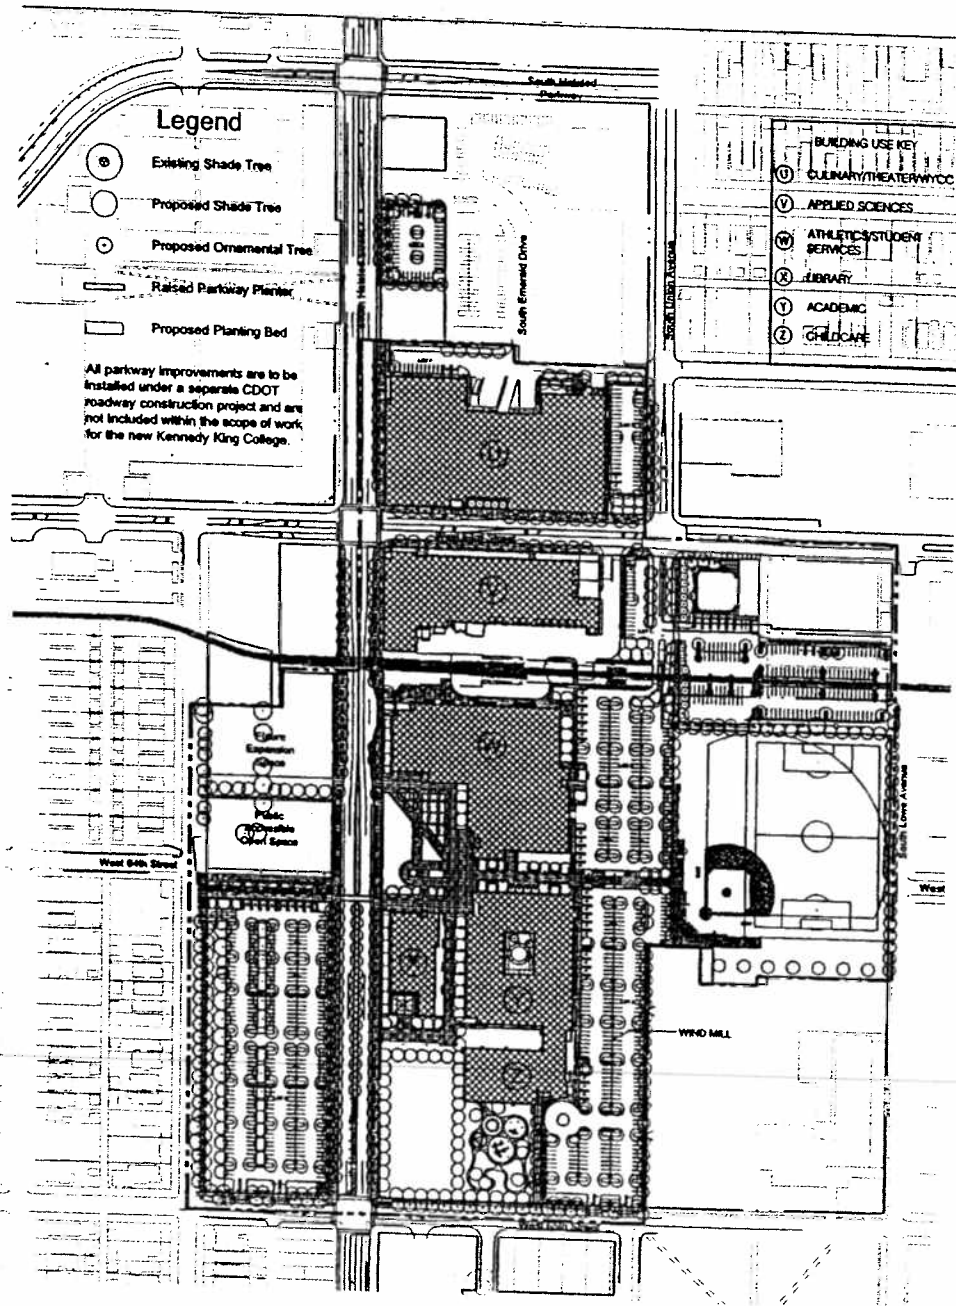 South Halsted
Parkway
Legend
Existing Shade Tree
Proposed Shade Tree
Proposed Ornamental Tree
Raised Parkway Planter
Proposed Planting Bed
All parkway improvements are to be
installed under a separate CDOT
roadway construction project and are
not included within the scope of work
for the new Kennedy King College.
BUILDING USE KEY
U CULINARY/THEATER/WYCC
V APPLIED SCIENCES
W ATHLETICS/STUDENT
SERVICES
X LIBRARY
Y ACADEMIC
Z CHILDCARE
South Emerald Drive
South Union Avenue
U
W
Future
Expansion
Space
Public
Accessible
Open Space
West 64th Street
South Lowe Avenue
West
WIND MILL